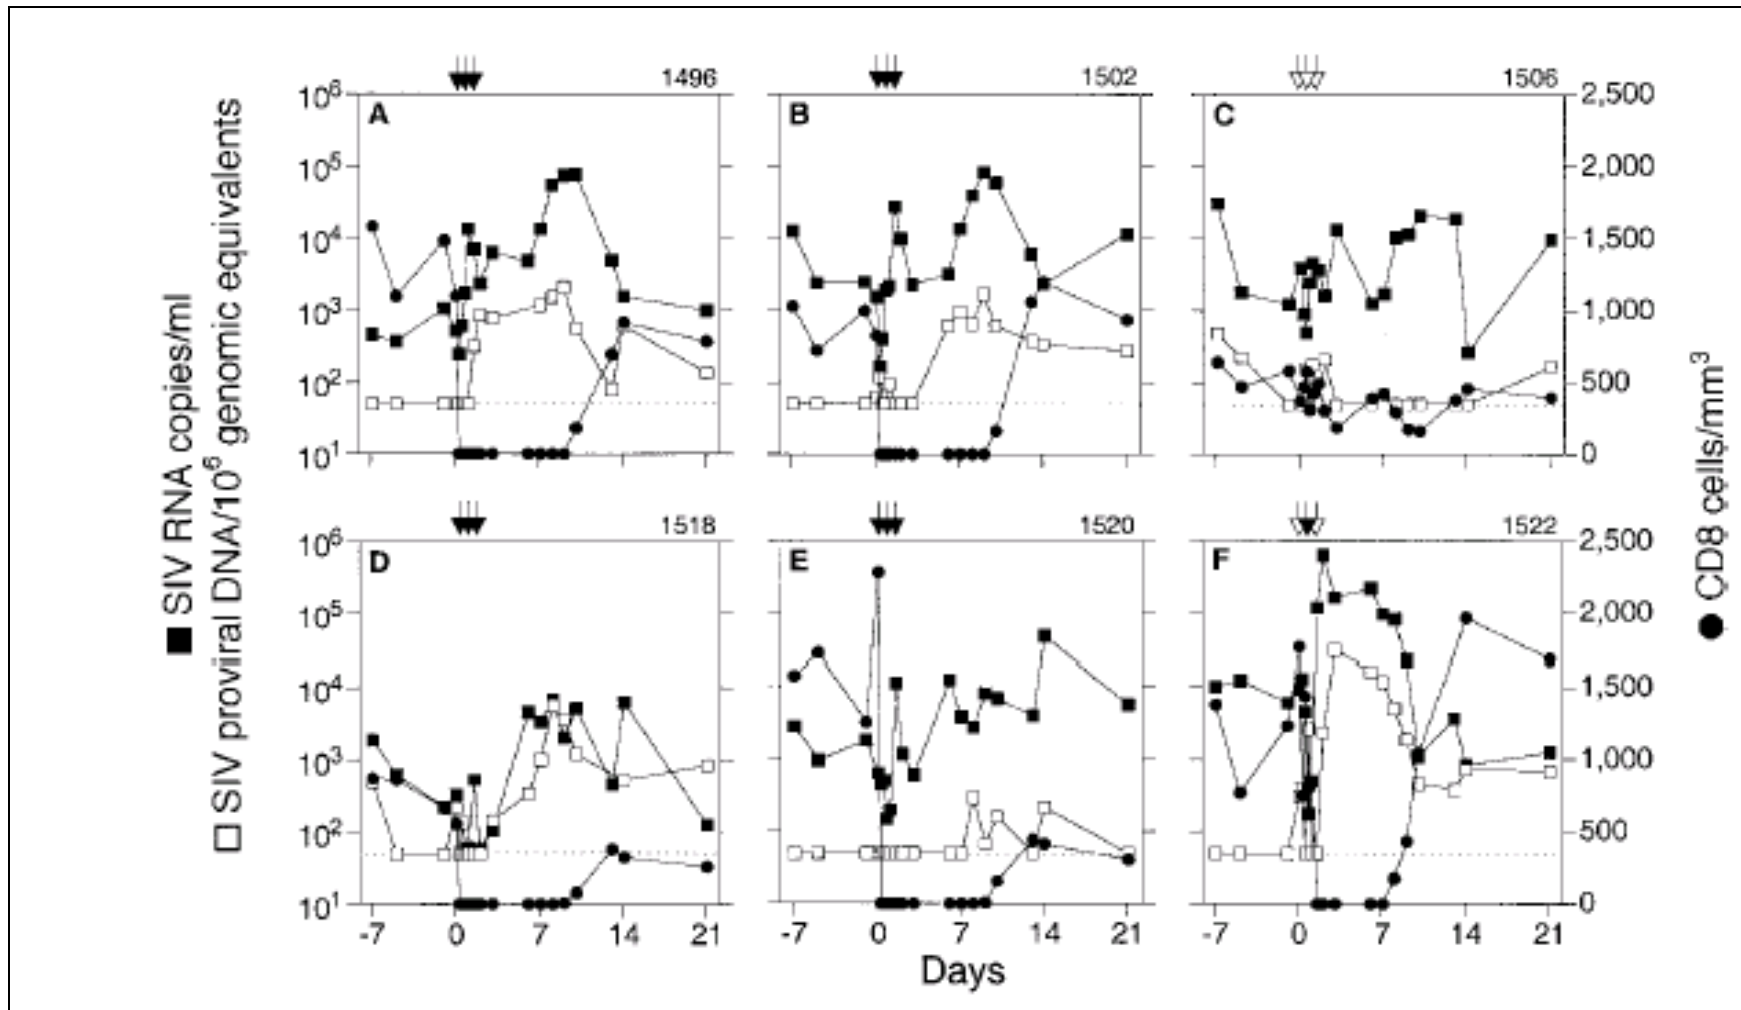 1496
1502
1506
A
B
C
10⁶
10⁵
10⁴
10³
10²
10¹
2,500
2,000
1,500
1,000
500
0
1518
1520
1522
D
E
F
10⁶
10⁵
10⁴
10³
10²
10¹
2,500
2,000
1,500
1,000
500
0
-7 0 7 14 21
-7 0 7 14 21
-7 0 7 14 21
Days
■ SIV RNA copies/ml
□ SIV proviral DNA/10⁶ genomic equivalents
● CD8 cells/mm³